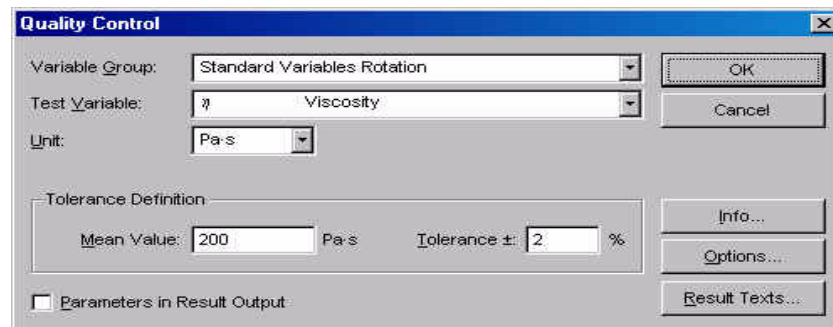 Quality Control
Variable Group: Standard Variables Rotation OK
Test Variable: η Viscosity Cancel
Unit: Pa·s
Tolerance Definition
Mean Value: 200 Pa·s Tolerance ±: 2 % Info...
Options...
Parameters in Result Output Result Texts...